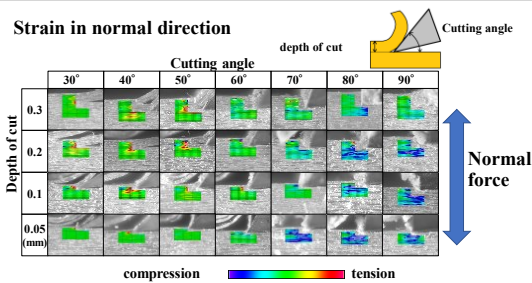 Strain in normal direction
depth of cut
Cutting angle
Cutting angle
30° 40° 50° 60° 70° 80° 90°
Depth of cut
0.3
0.2
0.1
0.05
(mm)
Normal
force
compression tension